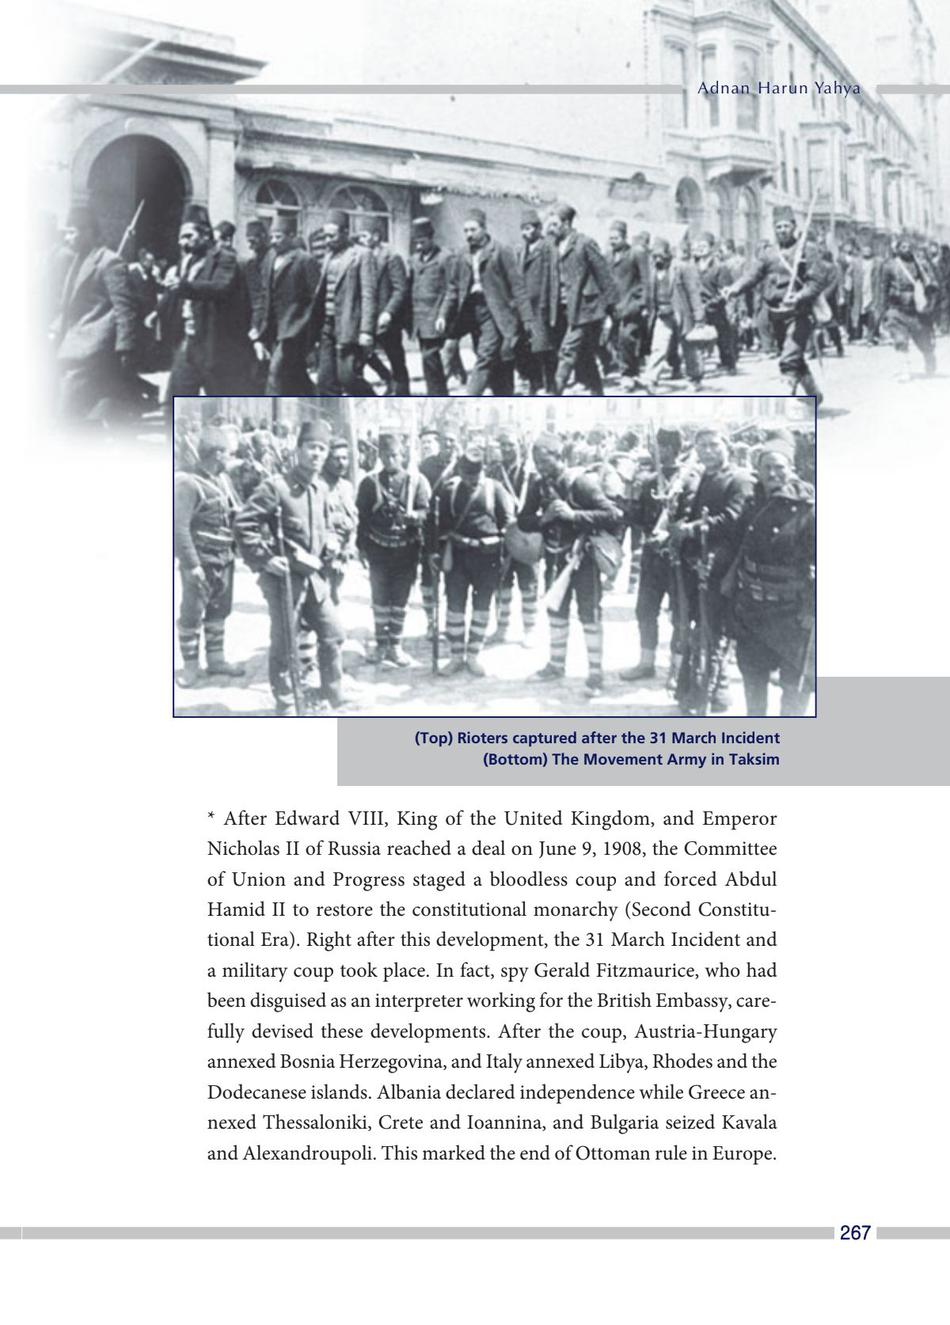 Adnan Harun Yahya
(Top) Rioters captured after the 31 March Incident
(Bottom) The Movement Army in Taksim
* After Edward VIII, King of the United Kingdom, and Emperor
Nicholas II of Russia reached a deal on June 9, 1908, the Committee
of Union and Progress staged a bloodless coup and forced Abdul
Hamid II to restore the constitutional monarchy (Second Constitu-
tional Era). Right after this development, the 31 March Incident and
a military coup took place. In fact, spy Gerald Fitzmaurice, who had
been disguised as an interpreter working for the British Embassy, care-
fully devised these developments. After the coup, Austria-Hungary
annexed Bosnia Herzegovina, and Italy annexed Libya, Rhodes and the
Dodecanese islands. Albania declared independence while Greece an-
nexed Thessaloniki, Crete and Ioannina, and Bulgaria seized Kavala
and Alexandroupoli. This marked the end of Ottoman rule in Europe.
267